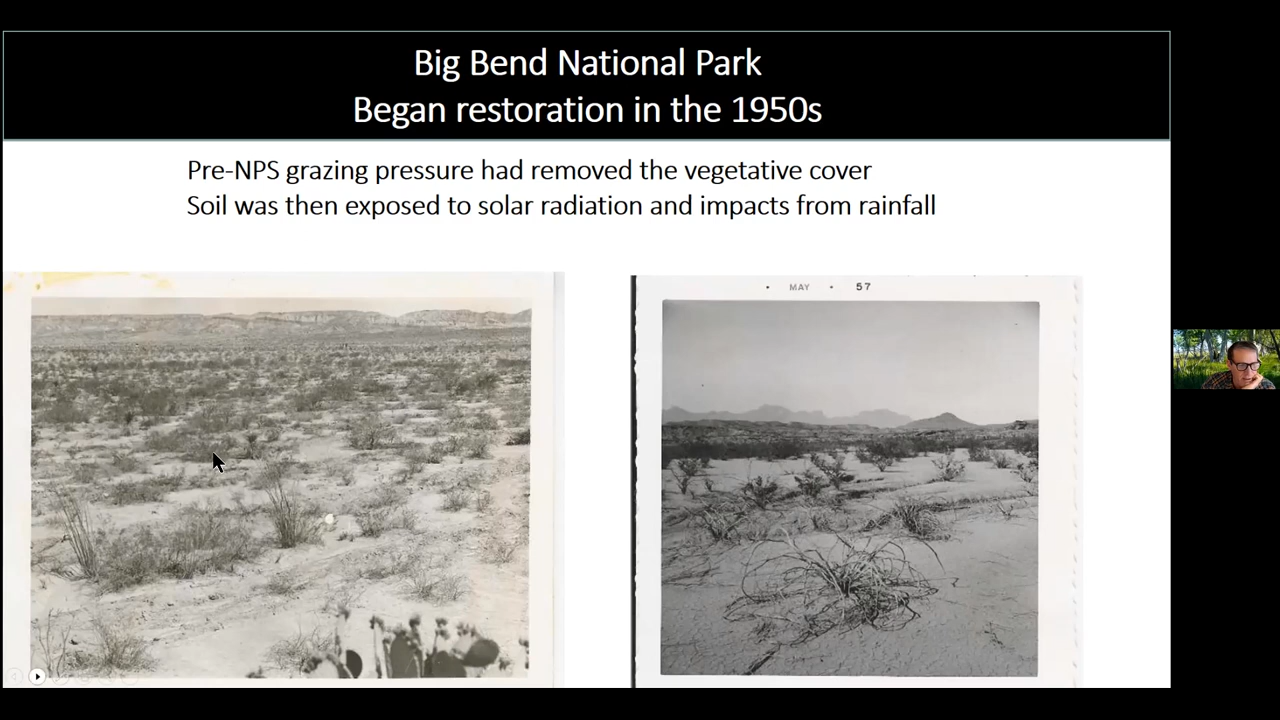 Big Bend National Park
Began restoration in the 1950s
Pre-NPS grazing pressure had removed the vegetative cover
Soil was then exposed to solar radiation and impacts from rainfall
• MAY • 57